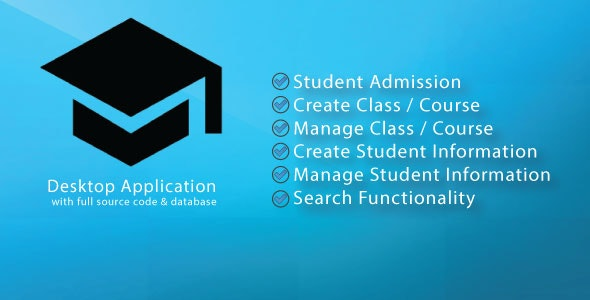 Desktop Application
with full source code & database
Student Admission
Create Class / Course
Manage Class / Course
Create Student Information
Manage Student Information
Search Functionality